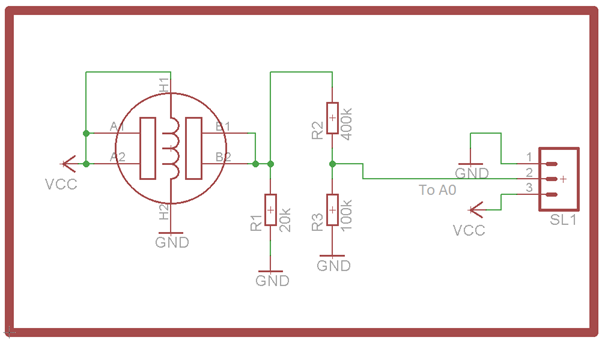 H1
A1
B1
A2
B2
VCC
H2
GND
R1
20k
GND
R2
400k
R3
100k
GND
To A0
GND
VCC
1
2
3
SL1